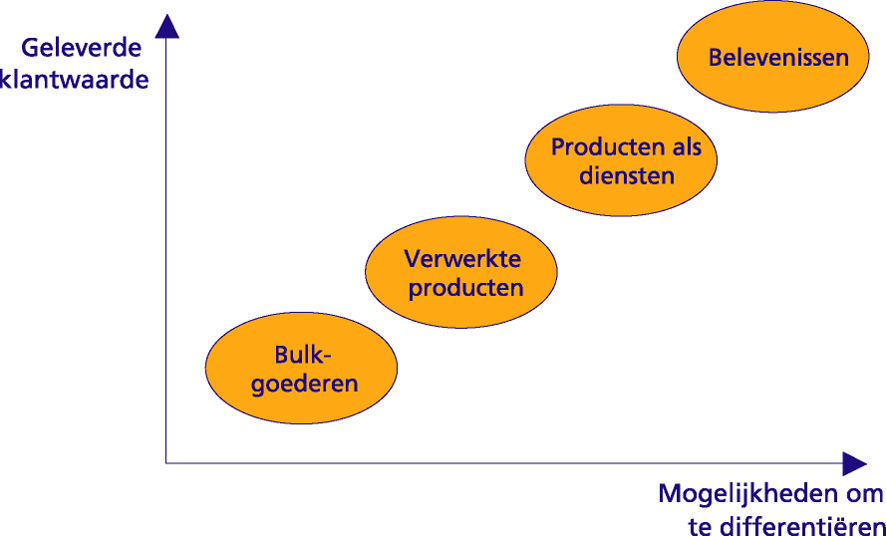 Geleverde
klantwaarde
Belevenissen
Producten als
diensten
Verwerkte
producten
Bulk-
goederen
Mogelijkheden om
te differentiëren